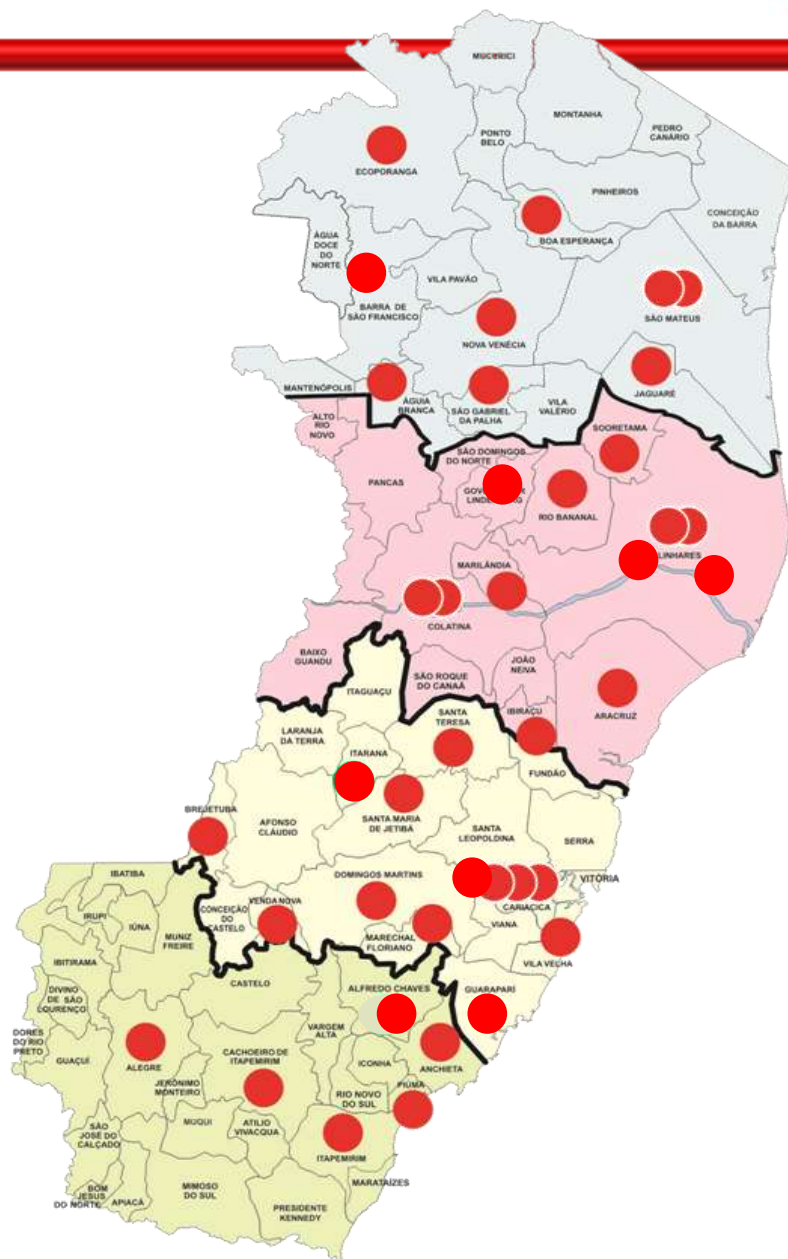 MUCURICI
MONTANHA
PONTO
BELO
PEDRO
CANÁRIO
ECOPORANGA
PINHEIROS
CONCEIÇÃO
DA BARRA
ÁGUA
DOCE
DO
NORTE
BOA ESPERANÇA
VILA PAVÃO
BARRA DE
SÃO FRANCISCO
SÃO MATEUS
NOVA VENÉCIA
MANTENÓPOLIS
ÁGUIA
BRANCA
SÃO GABRIEL
DA PALHA
VILA
VALÉRIO
JAGUARÉ
ALTO
RIO
NOVO
SOORETAMA
SÃO DOMINGOS
DO NORTE
PANCAS
RIO BANANAL
LINHARES
MARILÂNDIA
COLATINA
BAIXO
GUANDU
SÃO ROQUE
DO CANAÃ
JOÃO
NEIVA
ITAGUAÇU
IBIRAÇU
ARACRUZ
LARANJA
DA TERRA
SANTA
TERESA
ITARANA
FUNDÃO
BREJETUBA
AFONSO
CLÁUDIO
SANTA MARIA
DE JETIBÁ
SANTA
LEOPOLDINA
SERRA
VITÓRIA
IBATIBA
DOMINGOS MARTINS
CARIACICA
VENDA NOVA
CONCEIÇÃO
DO
CASTELO
IRUPI
IÚNA
MUNIZ
FREIRE
MARECHAL
FLORIANO
VIANA
VILA VELHA
IBITIRAMA
CASTELO
ALFREDO CHAVES
GUARAPARI
DIVINO
DE SÃO
LOURENÇO
DORES
DO RIO
PRETO
VARGEM
ALTA
GUAÇUÍ
ALEGRE
CACHOEIRO DE
ITAPEMIRIM
ICONHA
ANCHIETA
JERÔNIMO
MONTEIRO
RIO NOVO
DO SUL
PIÚMA
SÃO
JOSÉ DO
CALÇADO
MUQUI
ATILIO
VIVACQUA
ITAPEMIRIM
MARATAÍZES
BOM
JESUS
DO NORTE
APIACÁ
MIMOSO
DO SUL
PRESIDENTE
KENNEDY